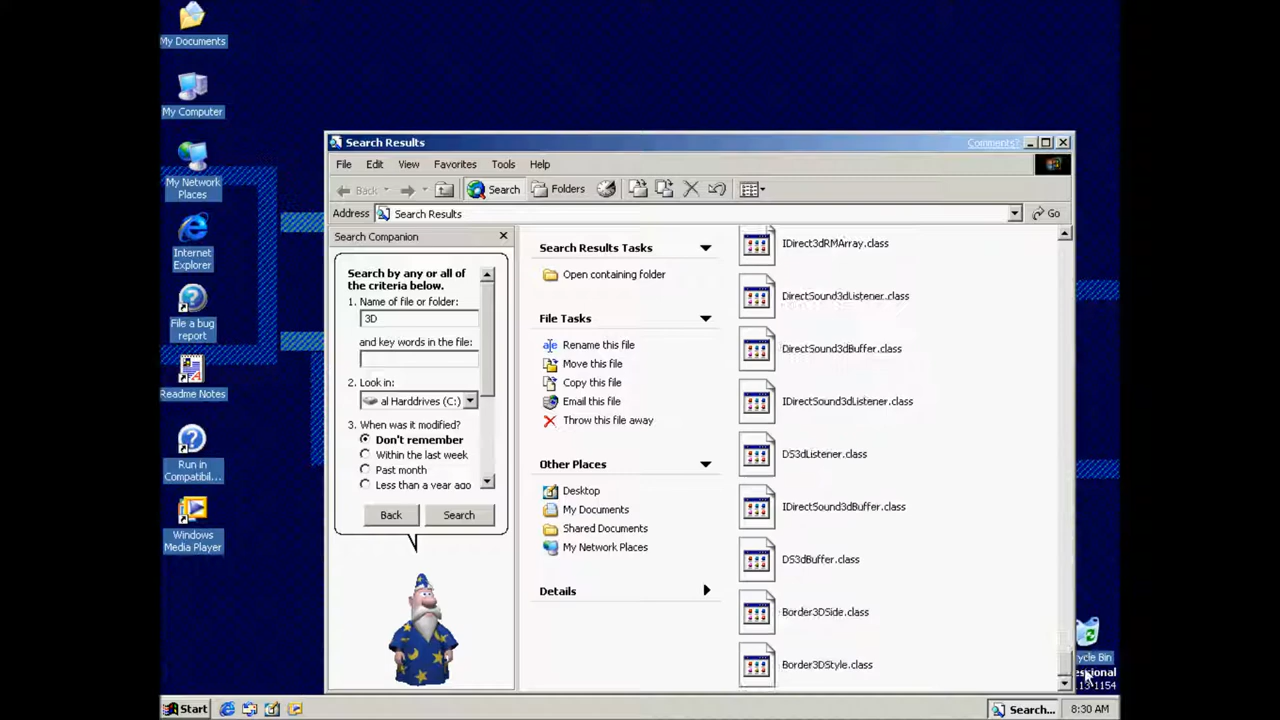 My Documents
My Computer
My Network
Places
Internet
Explorer
File a bug
report
Readme Notes
Run in
Compatibil...
Windows
Media Player
Search Results
Comments?
File Edit View Favorites Tools Help
Back Search Folders
Address Search Results Go
Search Companion
Search by any or all of
the criteria below.
1. Name of file or folder:
3D
and key words in the file:
2. Look in:
al Harddrives (C:)
3. When was it modified?
Don't remember
Within the last week
Past month
Less than a year ago
Back Search
Search Results Tasks
Open containing folder
File Tasks
Rename this file
Move this file
Copy this file
Email this file
Throw this file away
Other Places
Desktop
My Documents
Shared Documents
My Network Places
Details
IDirect3dRMArray.class
DirectSound3dListener.class
DirectSound3dBuffer.class
IDirectSound3dListener.class
DS3dListener.class
IDirectSound3dBuffer.class
DS3dBuffer.class
Border3DSide.class
Border3DStyle.class
ycle Bin
essional
13-1154
Start
Search...
8:30 AM